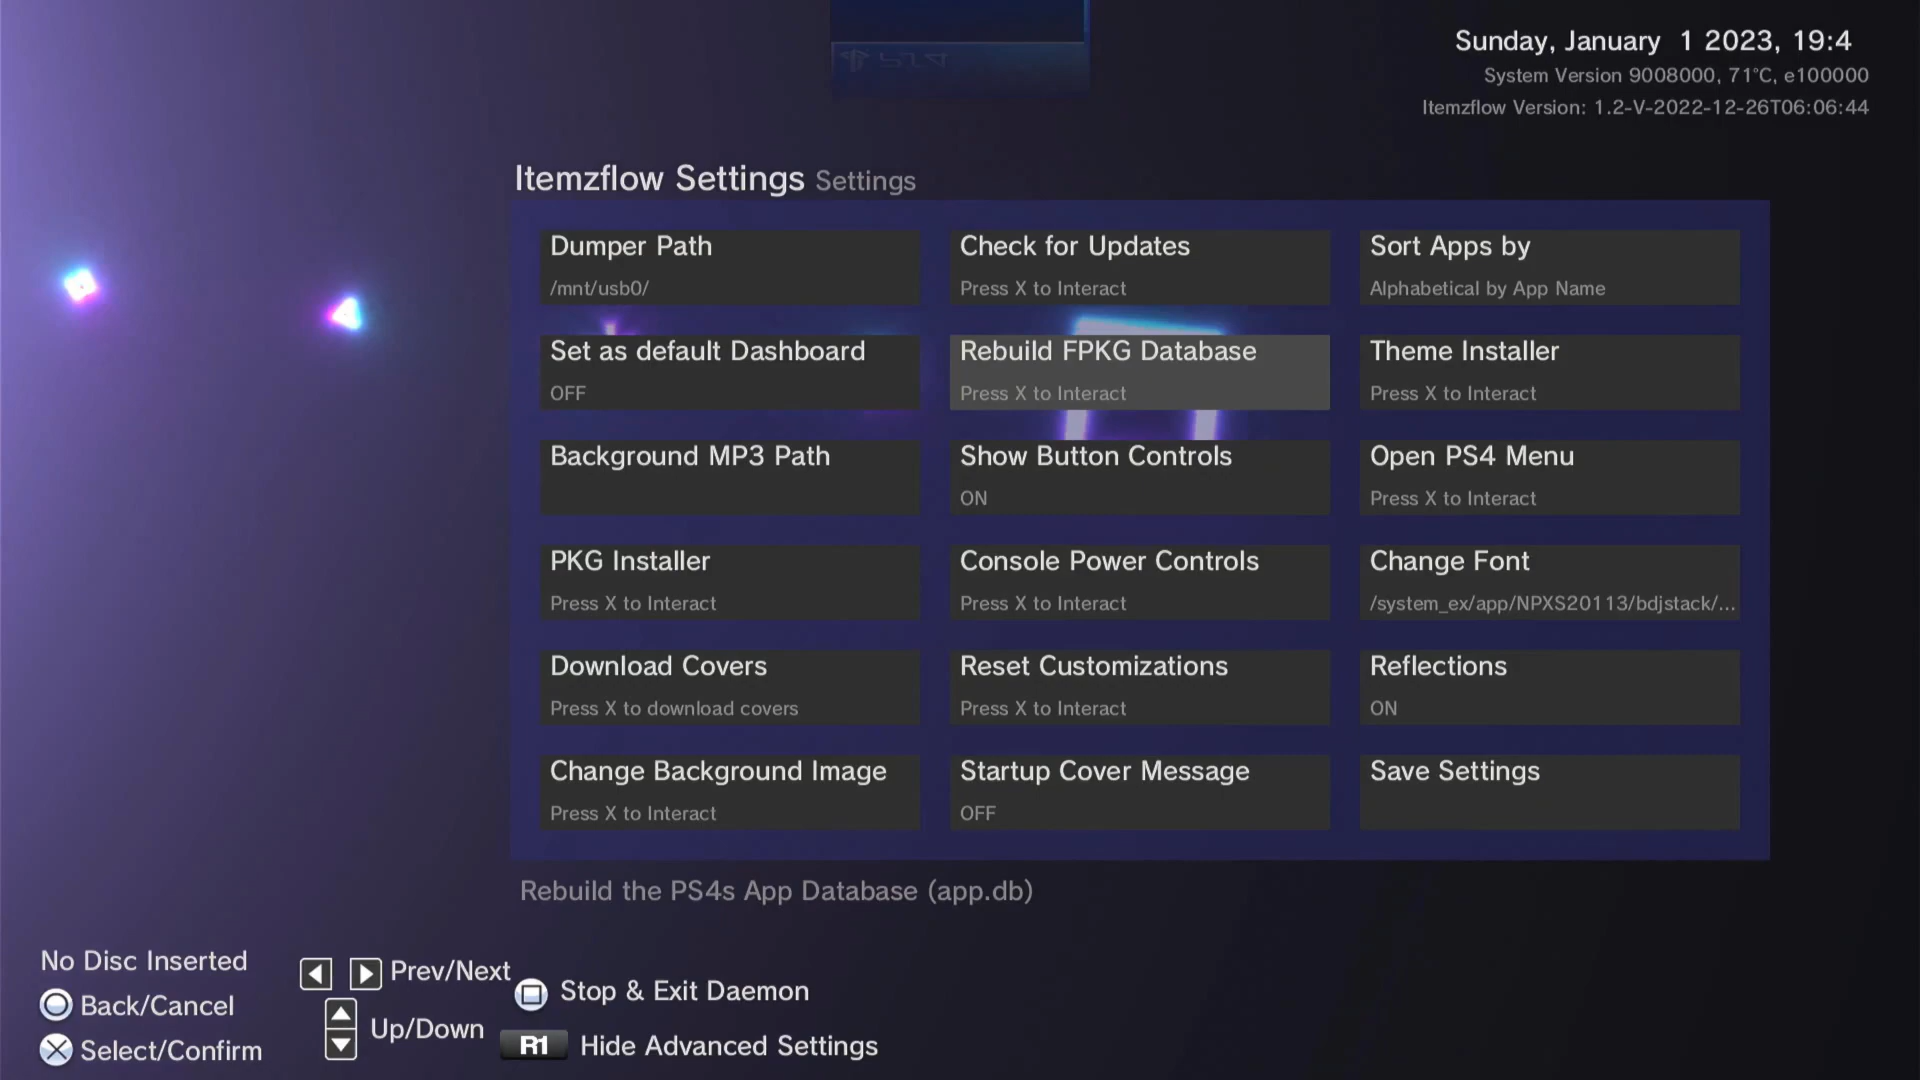 Sunday, January 1 2023, 19:4
System Version 9008000, 71°C, e100000
Itemzflow Version: 1.2-V-2022-12-26T06:06:44
PS4
Itemzflow Settings Settings
Dumper Path
/mnt/usb0/
Check for Updates
Press X to Interact
Sort Apps by
Alphabetical by App Name
Set as default Dashboard
OFF
Rebuild FPKG Database
Press X to Interact
Theme Installer
Press X to Interact
Background MP3 Path
Show Button Controls
ON
Open PS4 Menu
Press X to Interact
PKG Installer
Press X to Interact
Console Power Controls
Press X to Interact
Change Font
/system_ex/app/NPXS20113/bdjstack/...
Download Covers
Press X to download covers
Reset Customizations
Press X to Interact
Reflections
ON
Change Background Image
Press X to Interact
Startup Cover Message
OFF
Save Settings
Rebuild the PS4s App Database (app.db)
No Disc Inserted
Back/Cancel
Select/Confirm
Prev/Next
Up/Down
Stop & Exit Daemon
R1 Hide Advanced Settings